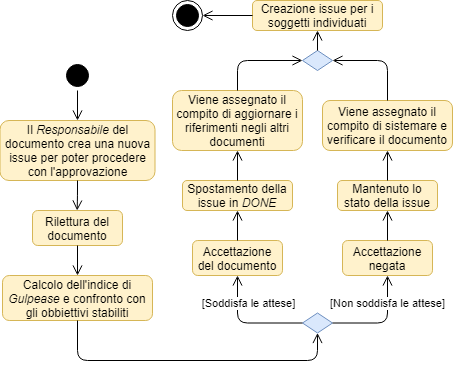 Creazione issue per i
soggetti individuati
Il Responsabile del
documento crea una nuova
issue per poter procedere
con l'approvazione
Rilettura del
documento
Calcolo dell'indice di
Gulpease e confronto con
gli obbiettivi stabiliti
Viene assegnato il
compito di aggiornare i
riferimenti negli altri
documenti
Spostamento della
issue in DONE
Accettazione
del documento
[Soddisfa le attese]
Viene assegnato il
compito di sistemare e
verificare il documento
Mantenuto lo
stato della issue
Accettazione
negata
[Non soddisfa le attese]